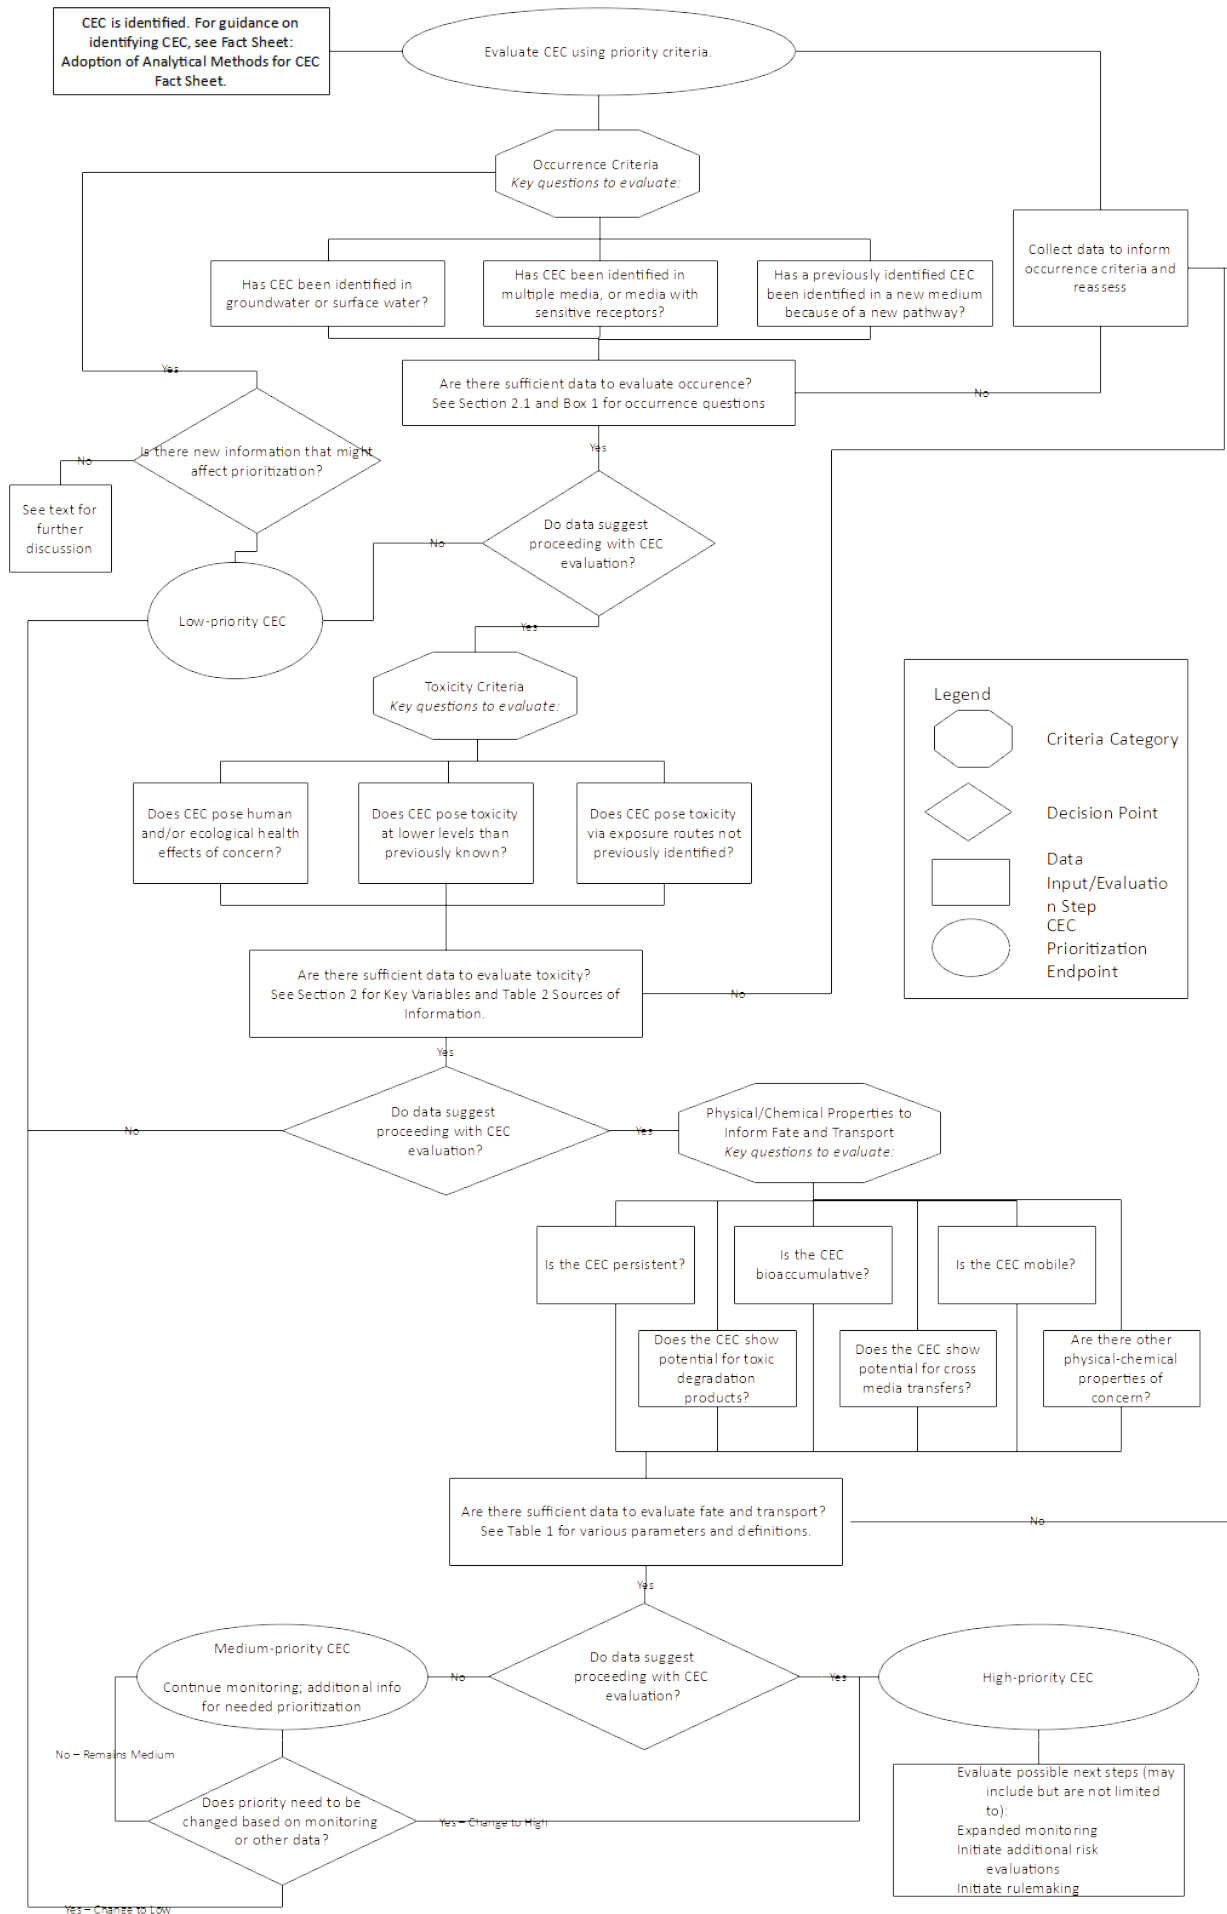 CEC is identified. For guidance on
identifying CEC, see Fact Sheet:
Adoption of Analytical Methods for CEC
Fact Sheet.
Evaluate CEC using priority criteria.
Occurrence Criteria
Key questions to evaluate:
Collect data to inform
occurrence criteria and
reassess
Has CEC been identified in
groundwater or surface water?
Has CEC been identified in
multiple media, or media with
sensitive receptors?
Has a previously identified CEC
been identified in a new medium
because of a new pathway?
Yes
Are there sufficient data to evaluate occurence?
See Section 2.1 and Box 1 for occurrence questions
No
Is there new information that might
affect prioritization?
Yes
No
See text for
further
discussion
Do data suggest
proceeding with CEC
evaluation?
No
Low-priority CEC
Yes
Toxicity Criteria
Key questions to evaluate:
Legend
Criteria Category
Decision Point
Data
Input/Evaluatio
n Step
CEC
Prioritization
Endpoint
Does CEC pose human
and/or ecological health
effects of concern?
Does CEC pose toxicity
at lower levels than
previously known?
Does CEC pose toxicity
via exposure routes not
previously identified?
Are there sufficient data to evaluate toxicity?
See Section 2 for Key Variables and Table 2 Sources of
Information.
No
Yes
Do data suggest
proceeding with CEC
evaluation?
No
Yes
Physical/Chemical Properties to
Inform Fate and Transport
Key questions to evaluate:
Is the CEC persistent?
Is the CEC
bioaccumulative?
Is the CEC mobile?
Does the CEC show
potential for toxic
degradation
products?
Does the CEC show
potential for cross
media transfers?
Are there other
physical-chemical
properties of
concern?
Are there sufficient data to evaluate fate and transport?
See Table 1 for various parameters and definitions.
No
Yes
Do data suggest
proceeding with CEC
evaluation?
No
Yes
Medium-priority CEC
Continue monitoring; additional info
for needed prioritization
High-priority CEC
No – Remains Medium
Does priority need to be
changed based on monitoring
or other data?
Yes – Change to High
Yes – Change to Low
Evaluate possible next steps (may
include but are not limited
to):
Expanded monitoring
Initiate additional risk
evaluations
Initiate rulemaking